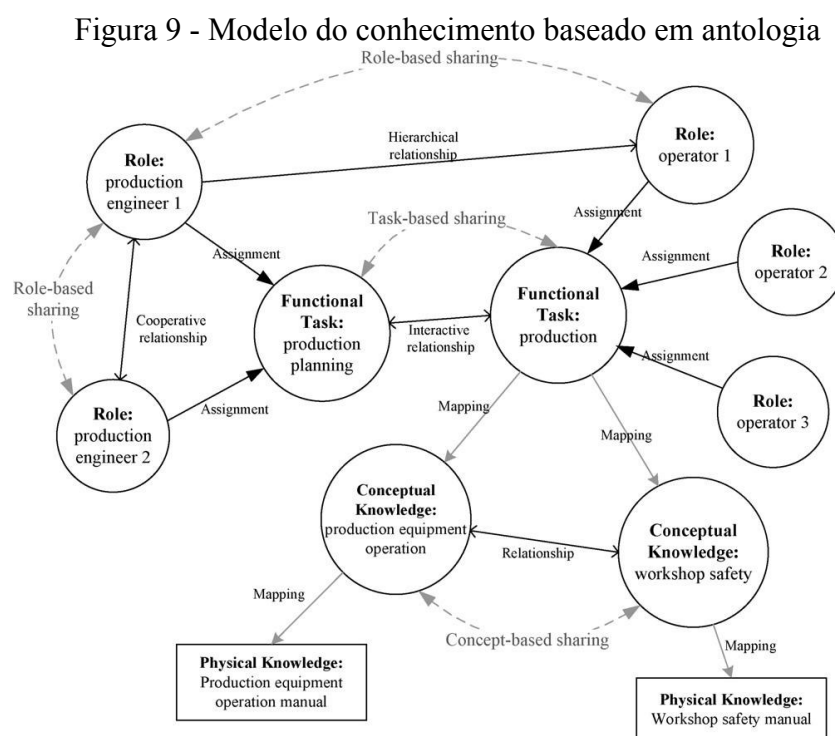 Figura 9 - Modelo do conhecimento baseado em antologia
Role-based sharing
Role:
production
engineer 1
Hierarchical
relationship
Role:
operator 1
Assignment
Task-based sharing
Assignment
Role:
operator 2
Assignment
Role-based
sharing
Cooperative
relationship
Functional
Task:
production
planning
Interactive
relationship
Functional
Task:
production
Assignment
Role:
operator 3
Role:
production
engineer 2
Assignment
Mapping
Mapping
Conceptual
Knowledge:
production equipment
operation
Relationship
Conceptual
Knowledge:
workshop safety
Mapping
Concept-based sharing
Mapping
Physical Knowledge:
Production equipment
operation manual
Physical Knowledge:
Workshop safety manual